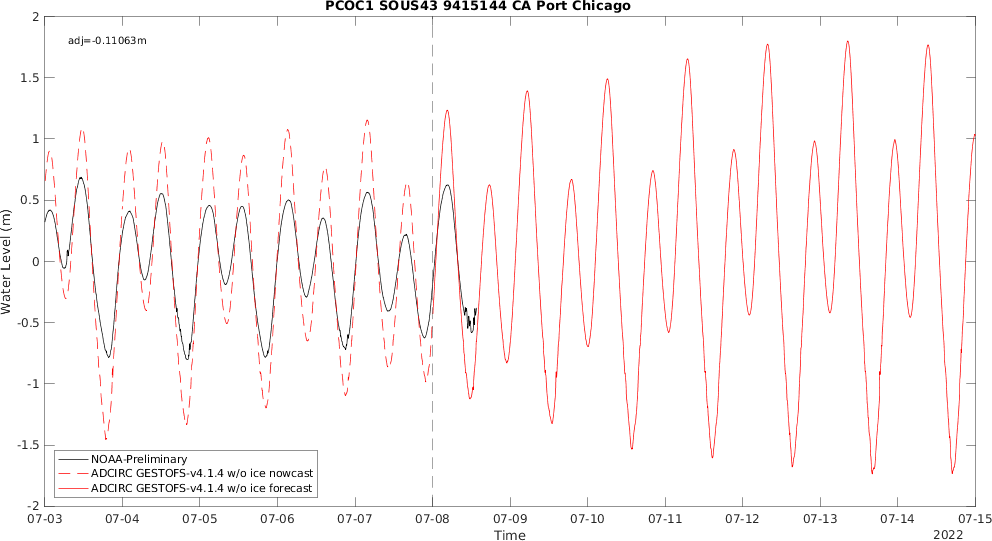 PCOC1 SOUS43 9415144 CA Port Chicago
adj=-0.11063m
Water Level (m)
2
1.5
1
0.5
0
-0.5
-1
-1.5
-2
NOAA-Preliminary
ADCIRC GESTOFS-v4.1.4 w/o ice nowcast
ADCIRC GESTOFS-v4.1.4 w/o ice forecast
07-03 07-04 07-05 07-06 07-07 07-08 07-09 07-10 07-11 07-12 07-13 07-14 07-15
Time
2022